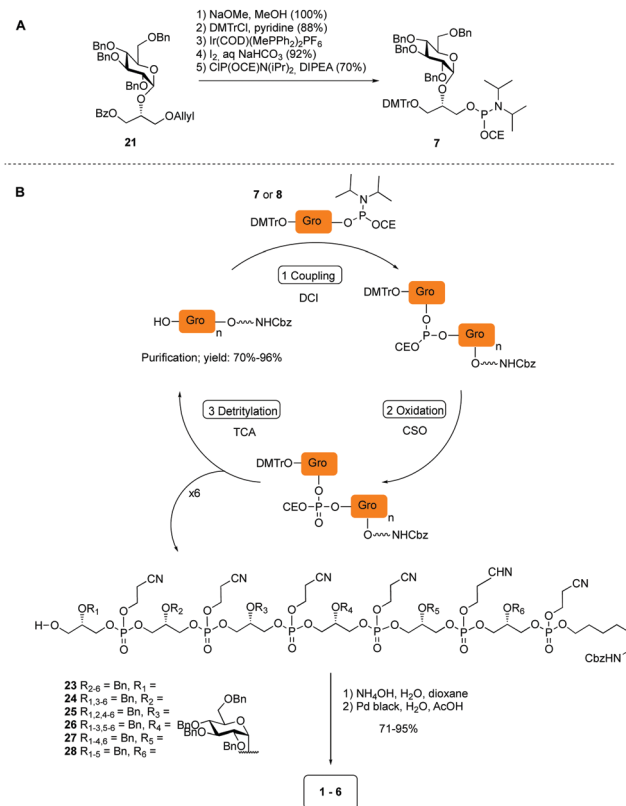 A
1) NaOMe, MeOH (100%)
2) DMTrCl, pyridine (88%)
3) Ir(COD)(MePPh2)2PF6
4) I2, aq NaHCO3 (92%)
5) ClP(OCE)N(iPr)2, DIPEA (70%)
OBn
BnO
BnO
BnO
O
O
BzO
OAllyl
21
OBn
BnO
BnO
BnO
O
O
DMTrO
O
P
N
OCE
7
B
7 or 8
DMTrO
Gro
O
P
N
OCE
1 Coupling
DCI
HO
Gro
n
O
NHCbz
Purification; yield: 70%-96%
DMTrO
Gro
O
P
O
CEO
Gro
n
O
NHCbz
3 Detritylation
TCA
2 Oxidation
CSO
x6
DMTrO
Gro
O
CEO
P
O
O
Gro
n
O
NHCbz
CN CN CN CN CHN CN
OR1 O OR2 O OR3 O OR4 O OR5 O OR6 O
H-O O P O O P O O P O O P O O P O O P O
O O O O O O
CbzHN
23 R2-6 = Bn, R1 =
24 R1,3-6 = Bn, R2 =
25 R1,2,4-6 = Bn, R3 =
26 R1-3,5-6 = Bn, R4 =
27 R1-4,6 = Bn, R5 =
28 R1-5 = Bn, R6 =
OBn
BnO
BnO
BnO
O
1) NH4OH, H2O, dioxane
2) Pd black, H2O, AcOH
71-95%
1 - 6